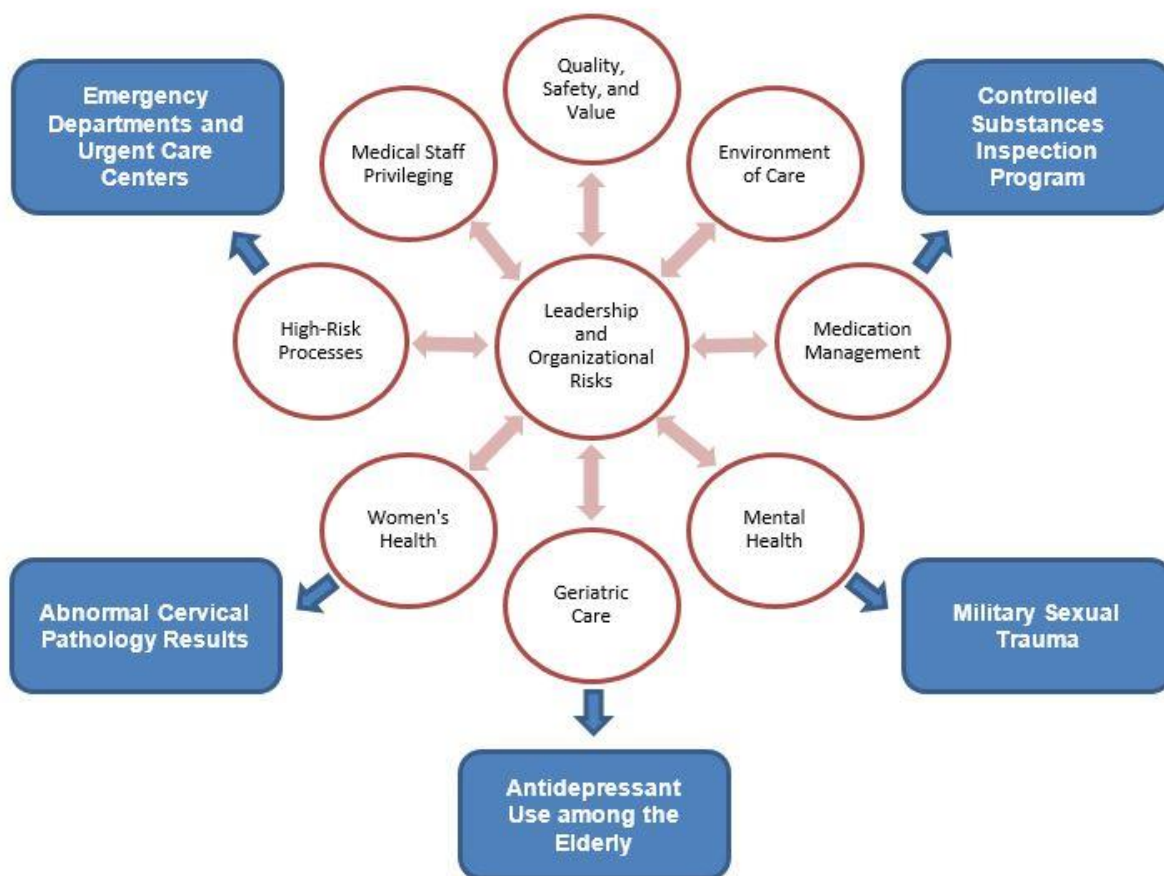 Quality,
Safety, and
Value
Emergency
Departments and
Urgent Care
Centers
Controlled
Substances
Inspection
Program
Medical Staff
Privileging
Environment
of Care
High-Risk
Processes
Leadership
and
Organizational
Risks
Medication
Management
Women's
Health
Mental
Health
Geriatric
Care
Abnormal Cervical
Pathology Results
Military Sexual
Trauma
Antidepressant
Use among the
Elderly